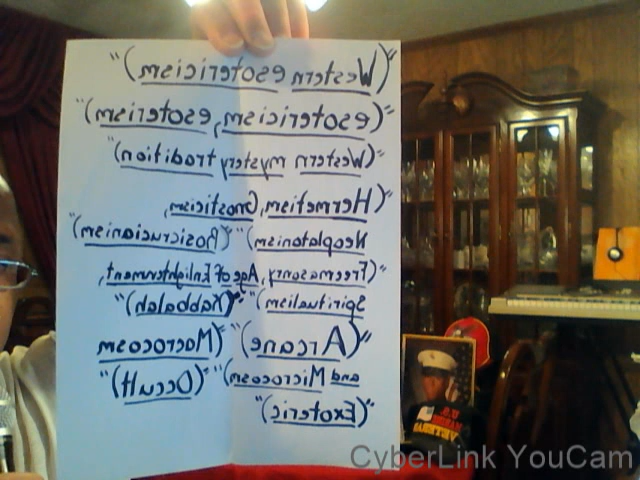 "(Western esotericism)"
"(esotericism, esoterism)"
"(Western mystery tradition)"
"(Hermetism, Gnosticism,
Neoplatonism)" "(Rosicrucianism)"
"(Freemasonry, Age of Enlightenment,
Spiritualism)" "(Kabbalah)"
"(Arcane)" "(Macrocosm
and Microcosm)" "(Occult)"
"(Exoteric)"
VETERAN
CyberLink YouCam